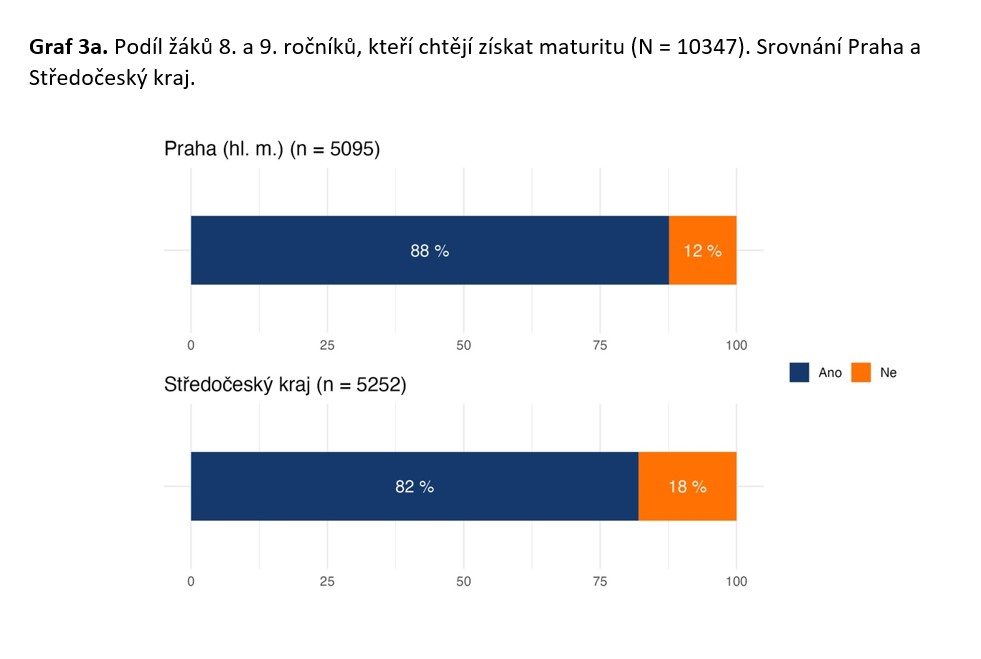 Graf 3a. Podíl žáků 8. a 9. ročníků, kteří chtějí získat maturitu (N = 10347). Srovnání Praha a
Středočeský kraj.
Praha (hl. m.) (n = 5095)
88 % 12 %
0 25 50 75 100
Ano Ne
Středočeský kraj (n = 5252)
82 % 18 %
0 25 50 75 100